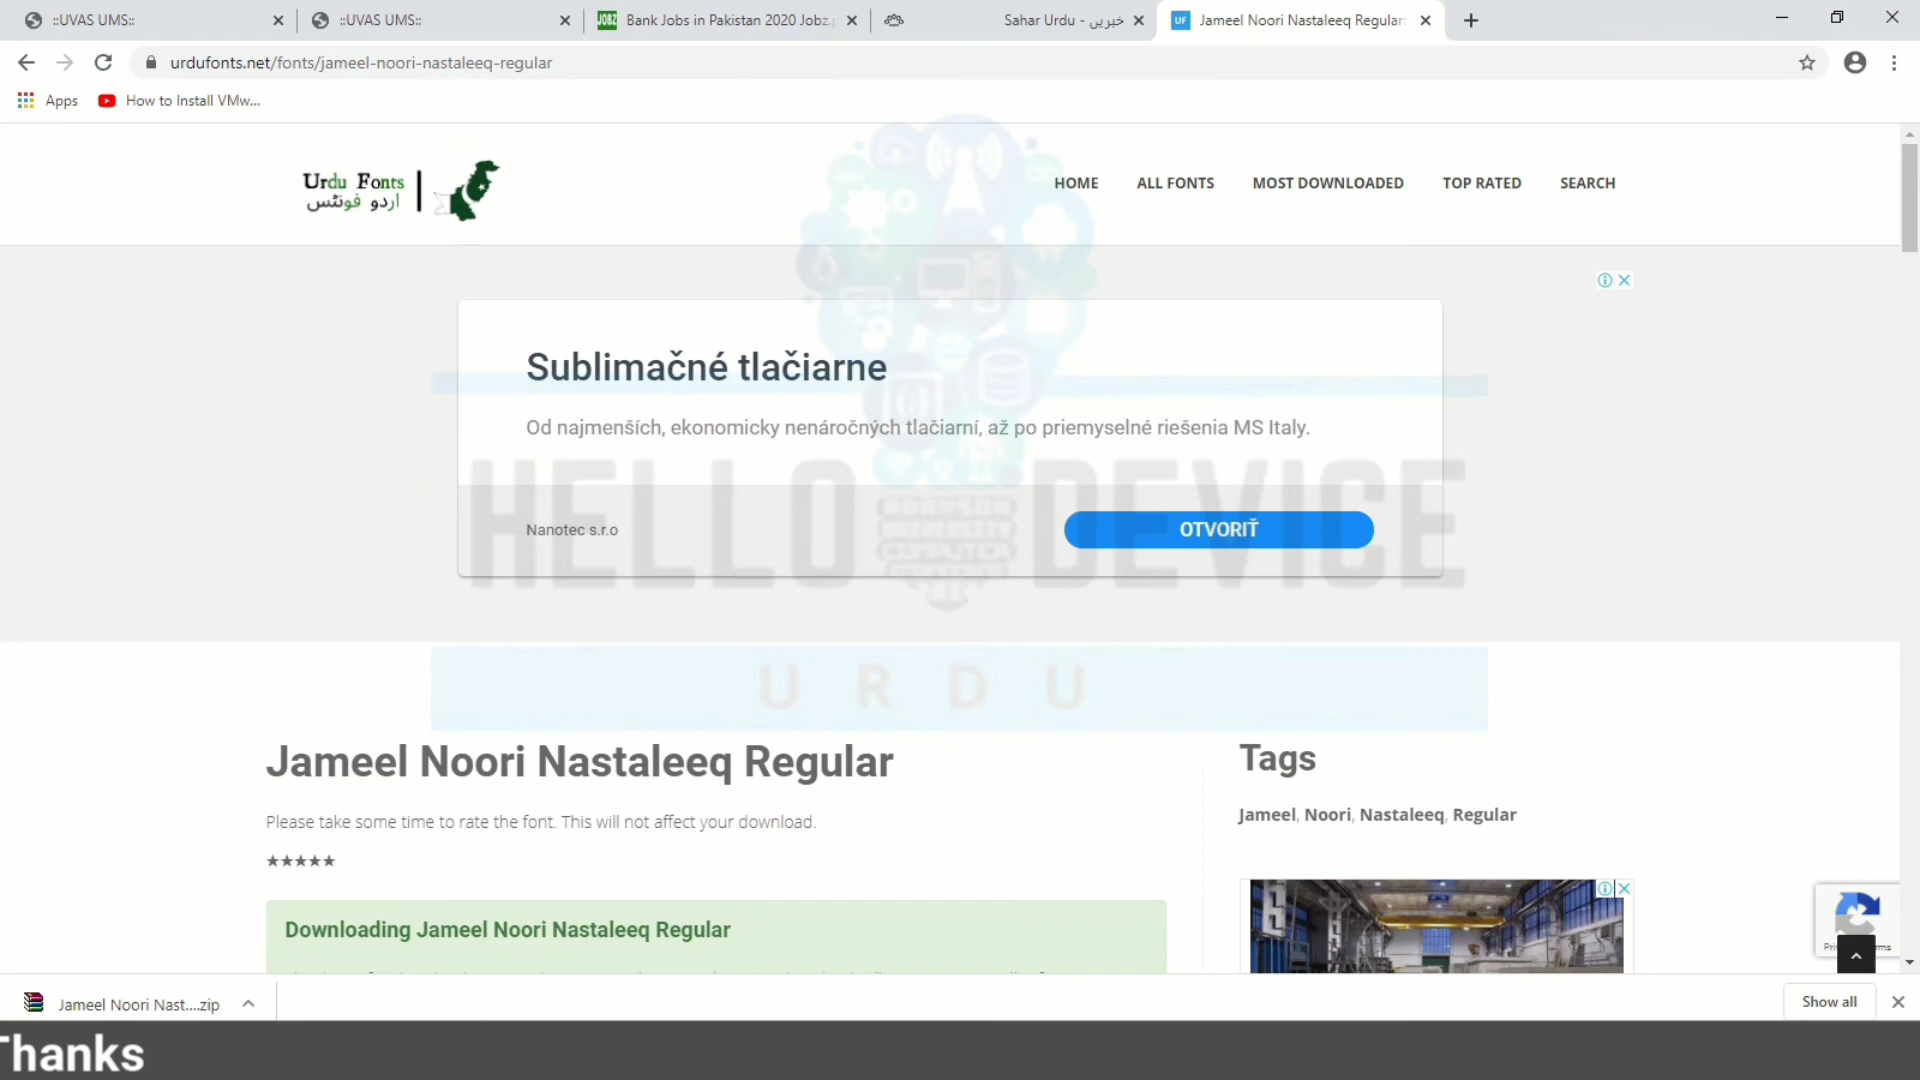 ::UVAS UMS::
::UVAS UMS::
Bank Jobs in Pakistan 2020 Jobz.
Sahar Urdu - خبریں
Jameel Noori Nastaleeq Regular
urdufonts.net/fonts/jameel-noori-nastaleeq-regular
Apps
How to Install VMw...
Urdu Fonts
اردو فونٹس
HOME
ALL FONTS
MOST DOWNLOADED
TOP RATED
SEARCH
Sublimačné tlačiarne
Od najmenších, ekonomicky nenáročných tlačiarní, až po priemyselné riešenia MS Italy.
HELLO DEVICE
Nanotec s.r.o
OTVORIŤ
URDU
Jameel Noori Nastaleeq Regular
Tags
Please take some time to rate the font. This will not affect your download.
Jameel, Noori, Nastaleeq, Regular
Downloading Jameel Noori Nastaleeq Regular
Jameel Noori Nast....zip
Show all
Thanks